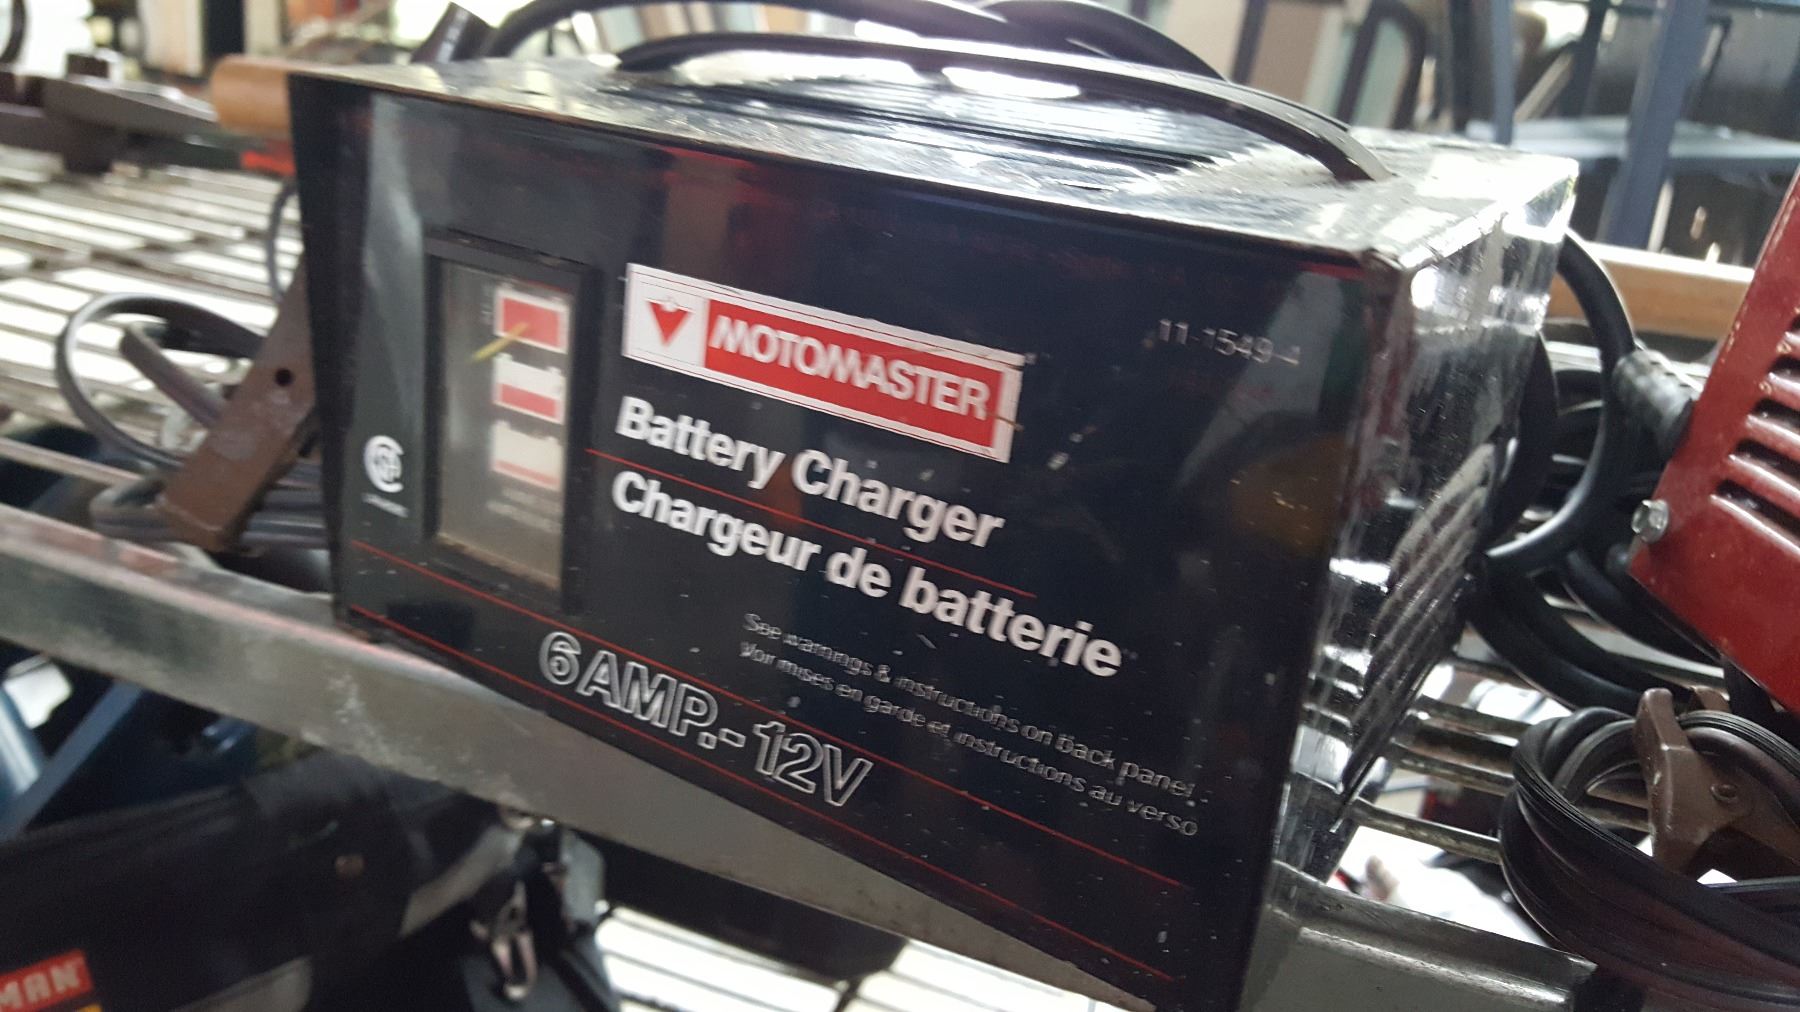 MOTOMASTER
11-1549-4
Battery Charger
Chargeur de batterie
See warnings & instructions on back panel
Voir mises en garde et instructions au verso
6 AMP.-12V
MAN